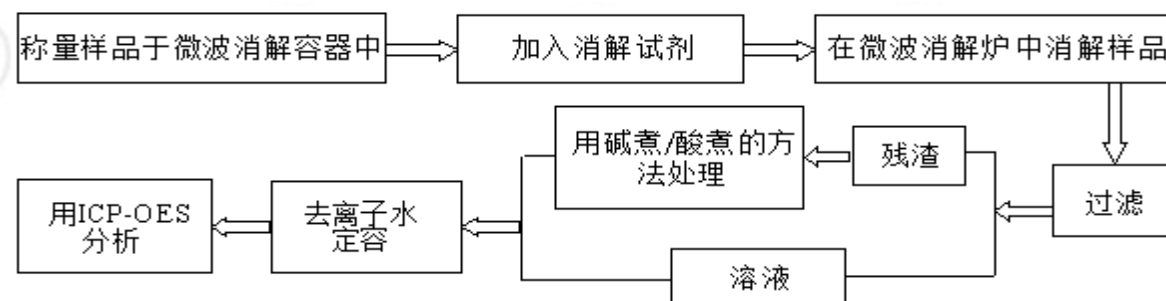 称量样品于微波消解容器中
加入消解试剂
在微波消解炉中消解样品
过滤
残渣
用碱煮/酸煮的方
法处理
溶液
去离子水
定容
用ICP-OES
分析